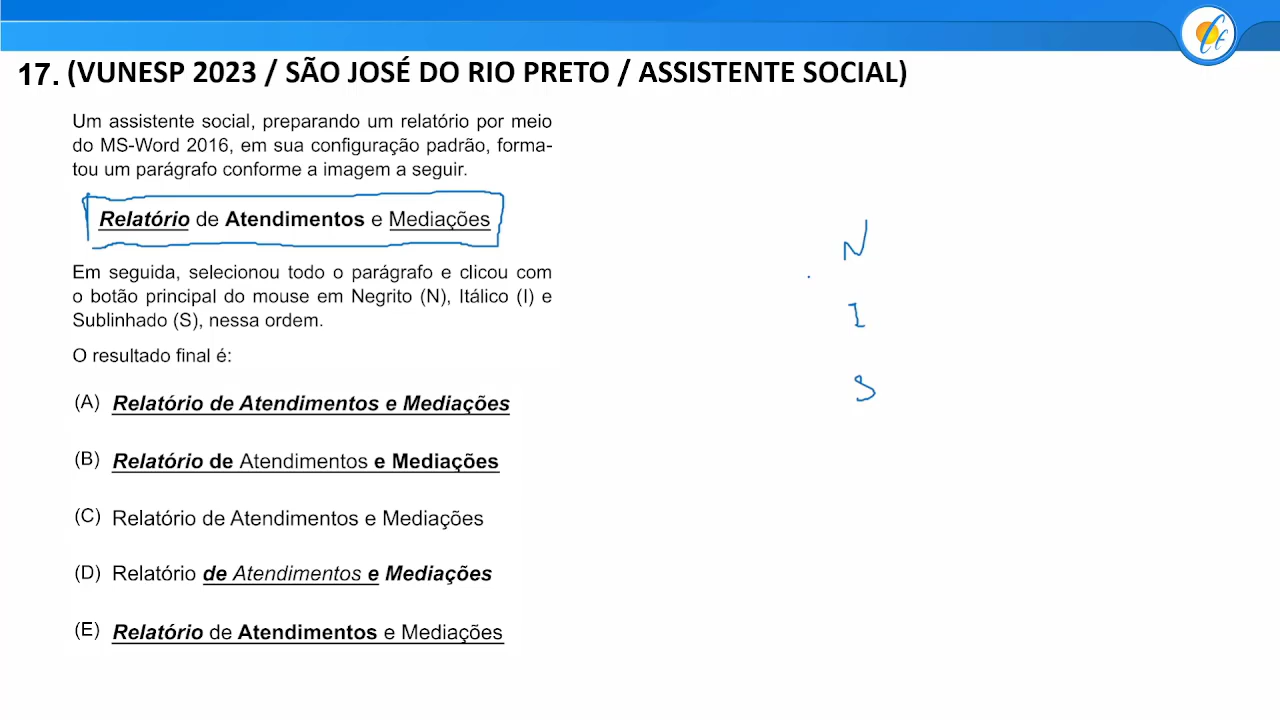 17. (VUNESP 2023 / SÃO JOSÉ DO RIO PRETO / ASSISTENTE SOCIAL)
Um assistente social, preparando um relatório por meio
do MS-Word 2016, em sua configuração padrão, forma-
tou um parágrafo conforme a imagem a seguir.
Relatório de Atendimentos e Mediações
Em seguida, selecionou todo o parágrafo e clicou com
o botão principal do mouse em Negrito (N), Itálico (I) e
Sublinhado (S), nessa ordem.
O resultado final é:
(A) Relatório de Atendimentos e Mediações
(B) Relatório de Atendimentos e Mediações
(C) Relatório de Atendimentos e Mediações
(D) Relatório de Atendimentos e Mediações
(E) Relatório de Atendimentos e Mediações
N
I
S